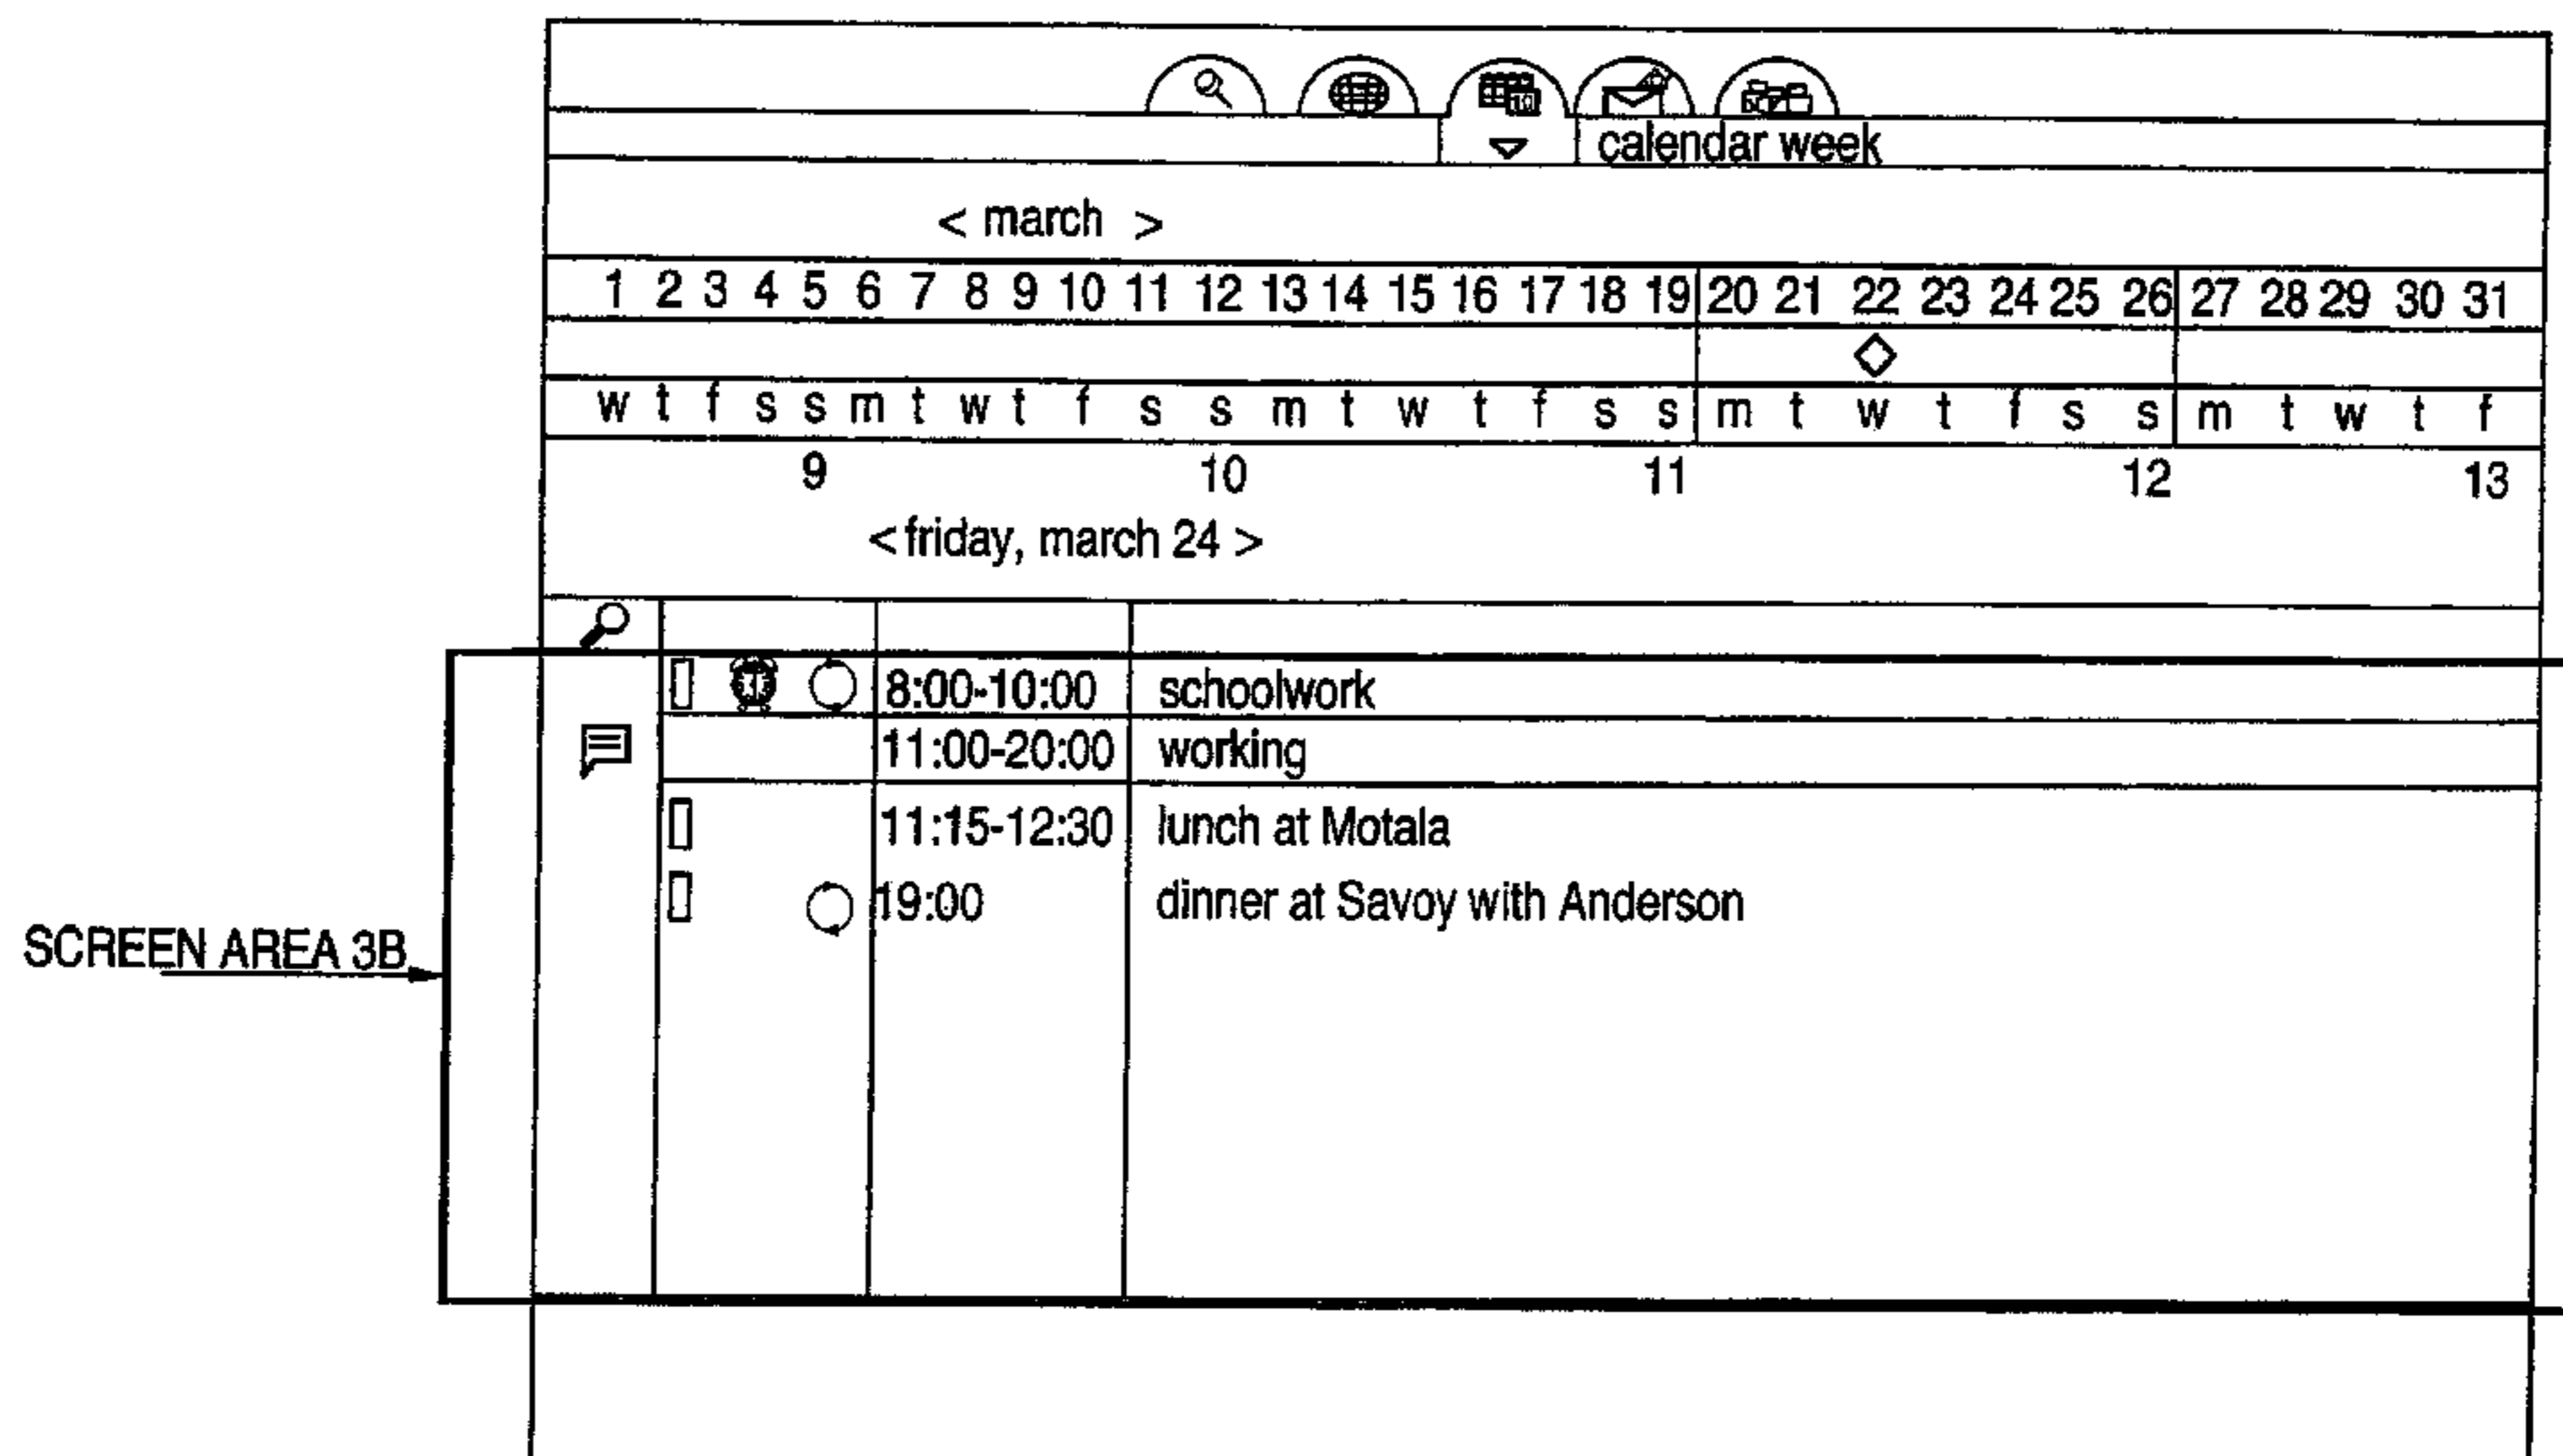 calendar week
< march >
1 2 3 4 5 6 7 8 9 10 11 12 13 14 15 16 17 18 19 20 21 22 23 24 25 26 27 28 29 30 31
w t f s s m t w t f s s m t w t f s s m t w t f s s m t w t f
9 10 11 12 13
< friday, march 24 >
8:00-10:00 schoolwork
11:00-20:00 working
11:15-12:30 lunch at Motala
19:00 dinner at Savoy with Anderson
SCREEN AREA 3B